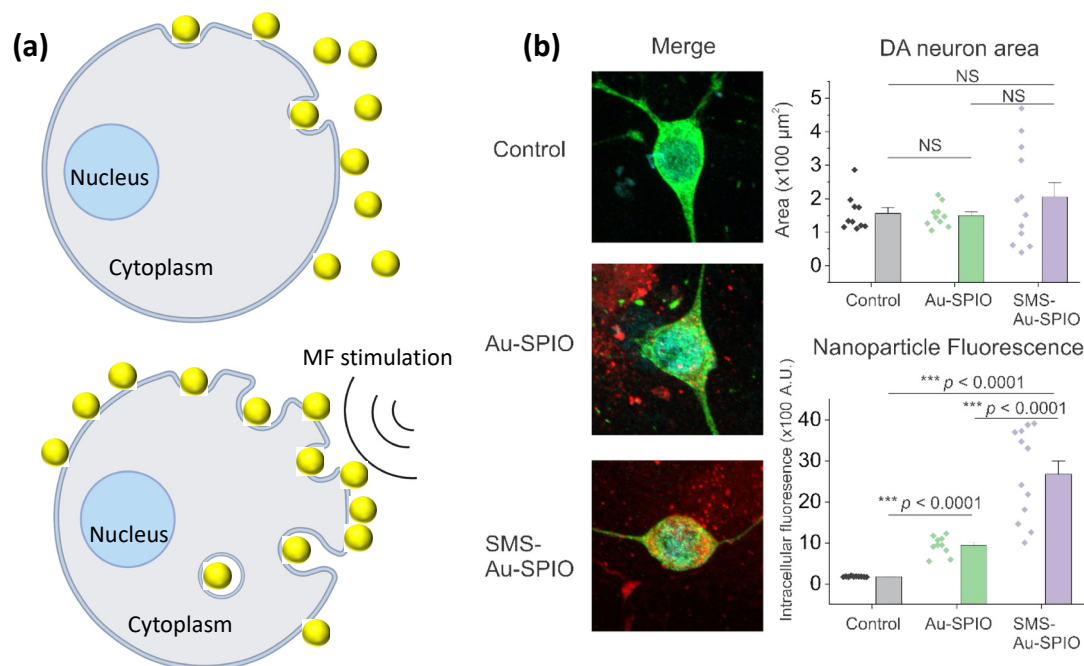 (a)
Nucleus
Cytoplasm
MF stimulation
Nucleus
Cytoplasm
(b)
Merge
Control
Au-SPIO
SMS-
Au-SPIO
DA neuron area
NS
NS
NS
Area (x100 µm²)
5
4
3
2
1
0
Control
Au-SPIO
SMS-
Au-SPIO
Nanoparticle Fluorescence
*** p < 0.0001
*** p < 0.0001
*** p < 0.0001
Intracellular fluoresence (x100 A.U.)
40
30
20
10
0
Control
Au-SPIO
SMS-
Au-SPIO